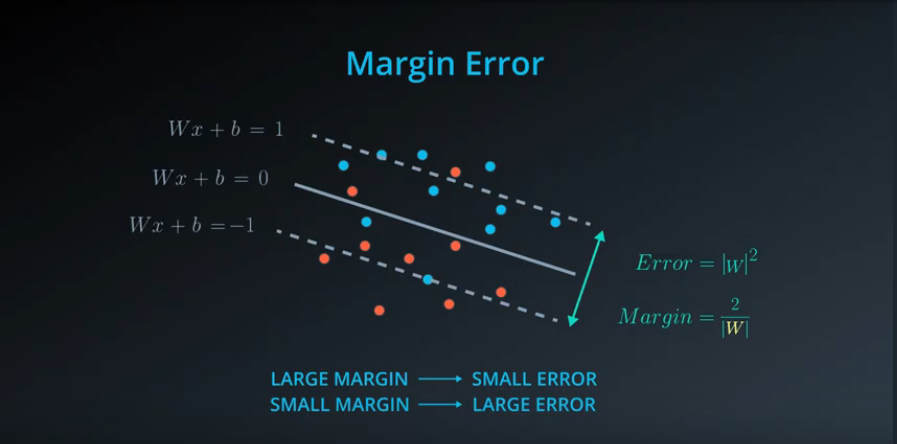 Margin Error
Wx + b = 1
Wx + b = 0
Wx + b =−1
Error = |W|²
Margin = 2/|W|
LARGE MARGIN → SMALL ERROR
SMALL MARGIN → LARGE ERROR